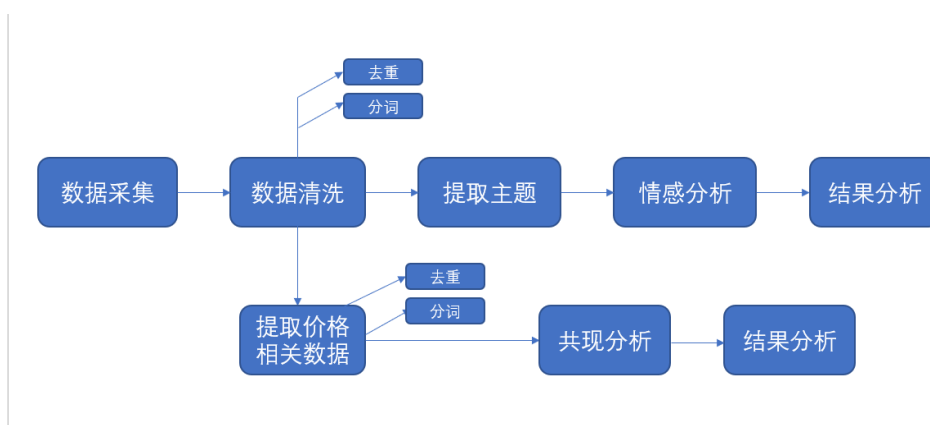 去重
分词
数据采集
数据清洗
提取主题
情感分析
结果分析
去重
分词
提取价格
相关数据
共现分析
结果分析